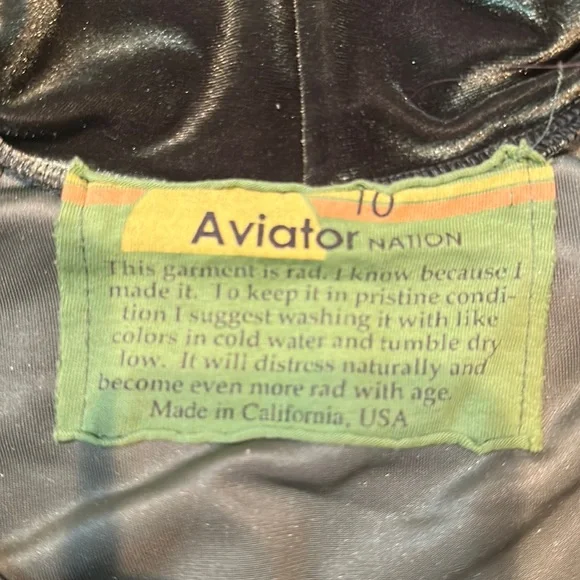 10
Aviator NATION
This garment is rad. I know because I
made it. To keep it in pristine condi-
tion I suggest washing it with like
colors in cold water and tumble dry
low. It will distress naturally and
become even more rad with age.
Made in California, USA